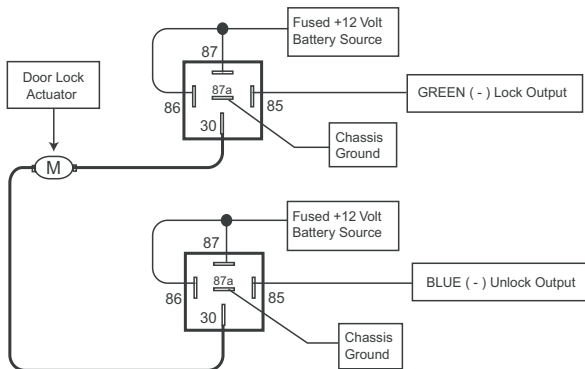 Fused +12 Volt
Battery Source
87
Door Lock
Actuator
87a
86
85
GREEN ( - ) Lock Output
30
Chassis
Ground
M
Fused +12 Volt
Battery Source
87
87a
86
85
BLUE ( - ) Unlock Output
30
Chassis
Ground